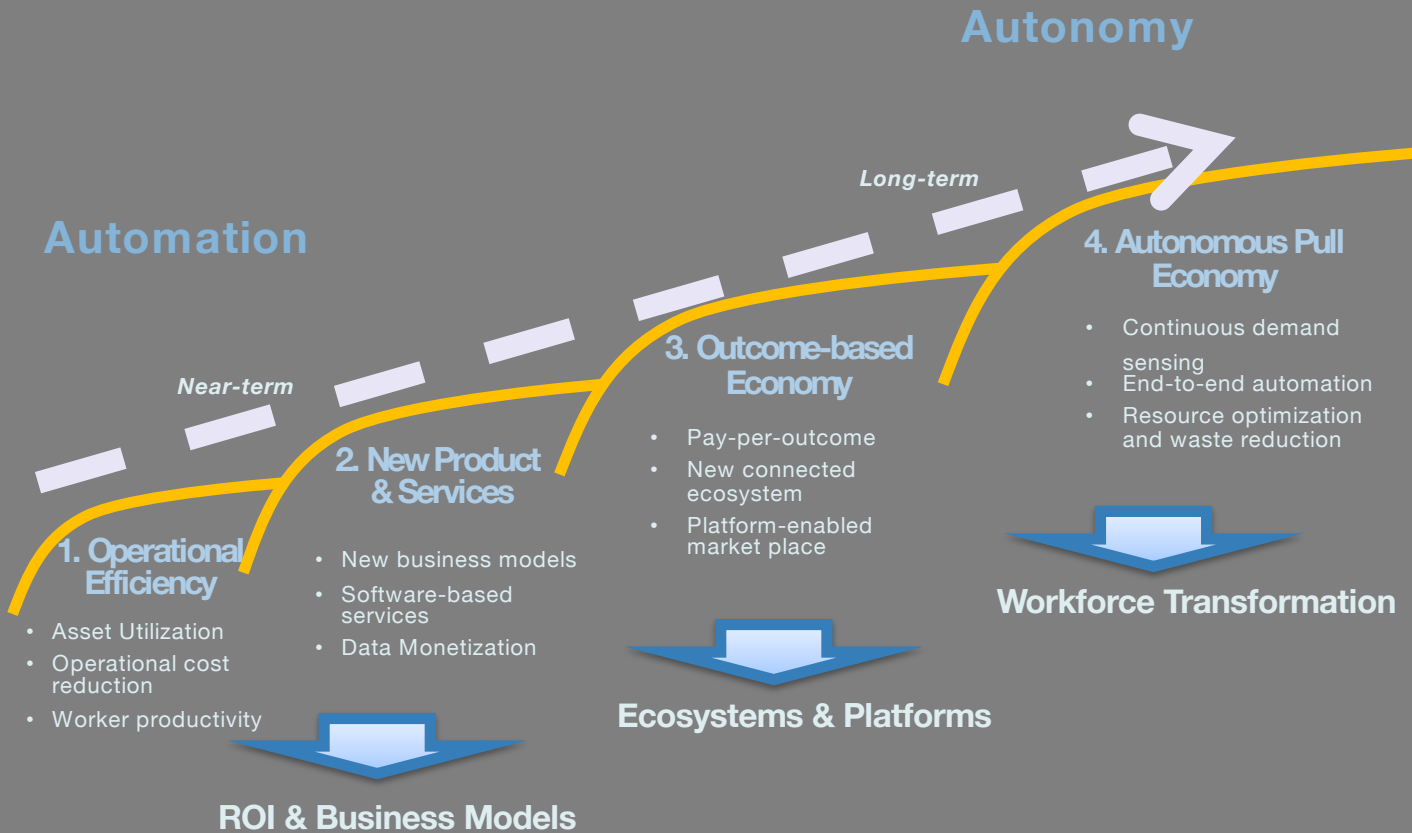 Autonomy
Automation
Near-term
Long-term
1. Operational
Efficiency
• Asset Utilization
• Operational cost
reduction
• Worker productivity
2. New Product
& Services
• New business models
• Software-based
services
• Data Monetization
ROI & Business Models
3. Outcome-based
Economy
• Pay-per-outcome
• New connected
ecosystem
• Platform-enabled
market place
Ecosystems & Platforms
4. Autonomous Pull
Economy
• Continuous demand
sensing
• End-to-end automation
• Resource optimization
and waste reduction
Workforce Transformation